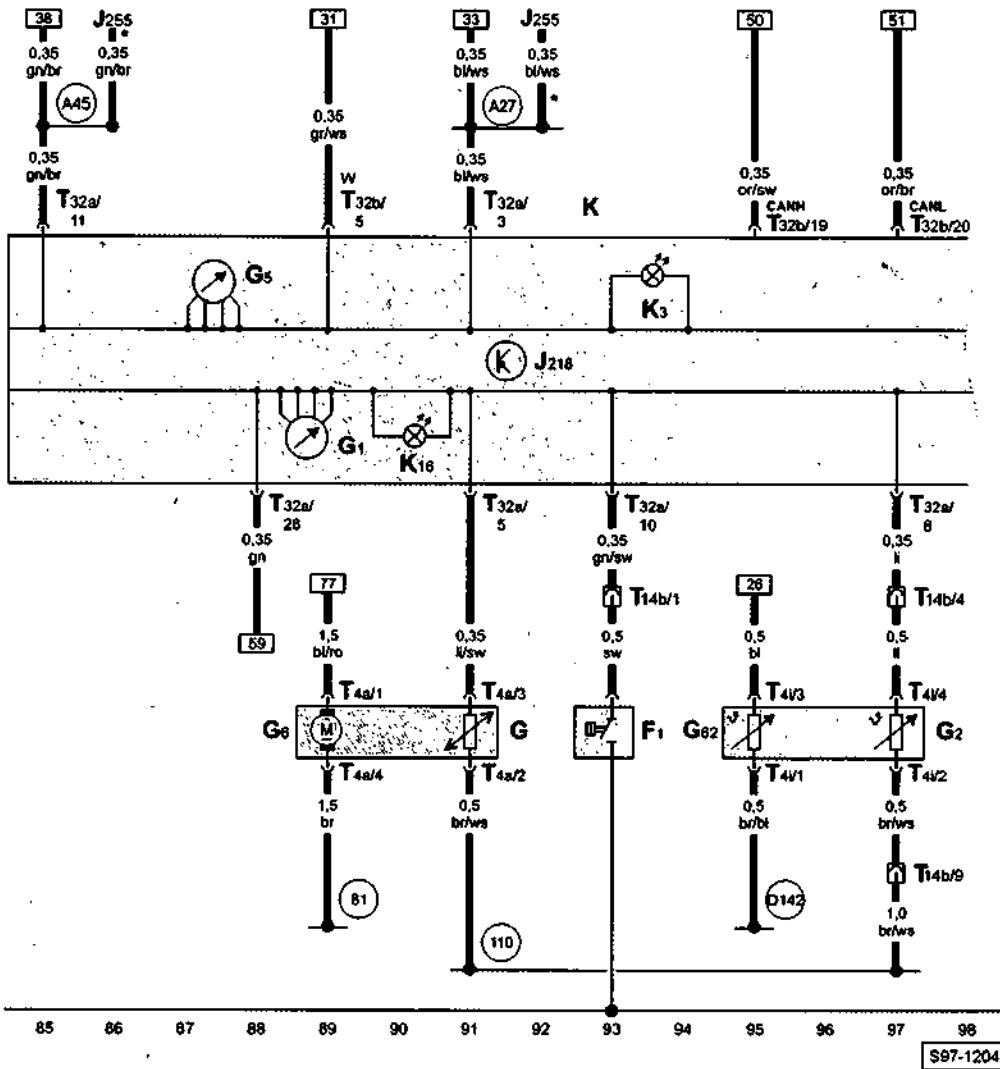 38 J255 31 33 J255 50 51
*
0,35 0,35 0,35 0,35
gn/br gn/br bl/ws bl/ws
A45 A27 *
0,35
gr/ws
0,35 0,35 0,35 0,35
gn/br bl/ws or/sw or/br
W K CANH CANL
T32a/ T32b/ T32a/ T32b/19 T32b/20
11 5 3
G5 K3
K J218
G1 K16
T32a/ T32a/ T32a/ T32a/
28 5 10 8
0,35 0,35 0,35
gn gn/sw li
77 T14b/1 26 T14b/4
59
1,5 0,35 0,5 0,5 0,5
bl/ro li/sw sw bl li
T4a/1 T4a/3 T4i/3 T4i/4
G6 M G F1 G62 G2
T4a/4 T4a/2 T4i/1 T4i/2
1,5 0,5 0,5 0,5
br br/ws br/bl br/ws
T14b/9
81 D142
110 1,0
br/ws
85 86 87 88 89 90 91 92 93 94 95 96 97 98
S97-1204